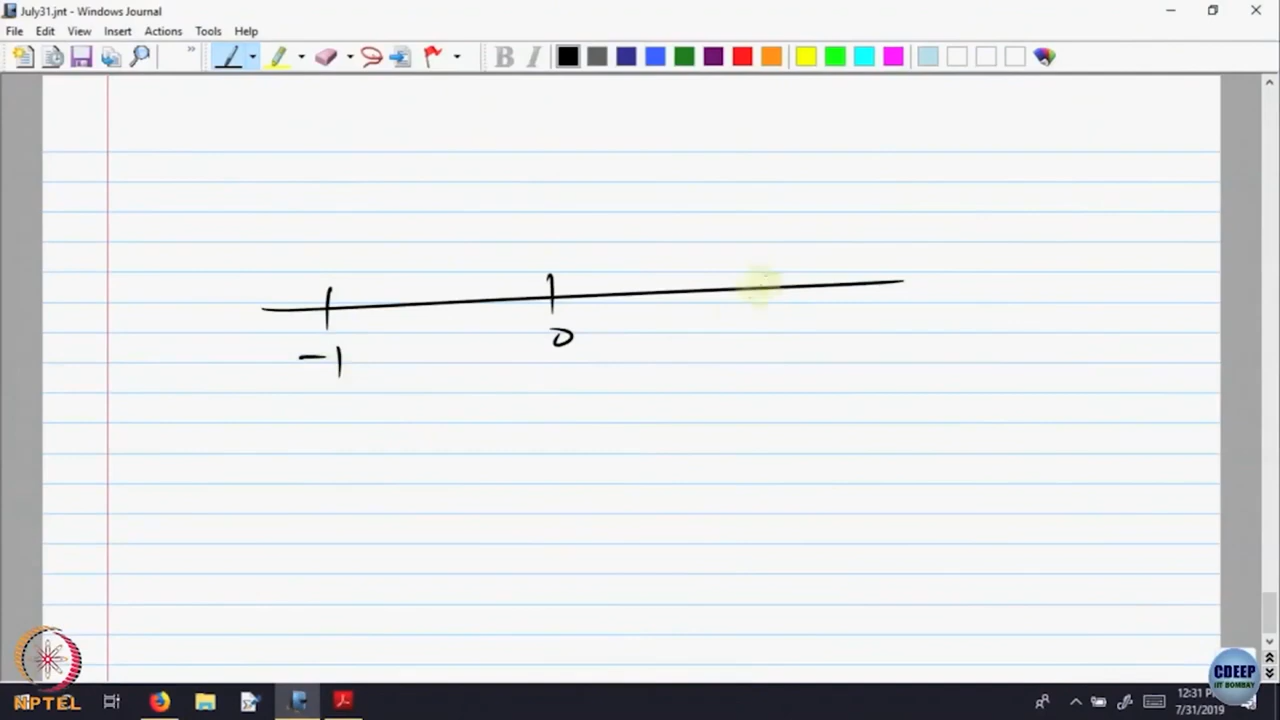 July31.jnt - Windows Journal
File Edit View Insert Actions Tools Help
B I
-1 0
NPTEL
CDEEP
IIT BOMBAY
12:31
7/31/2019